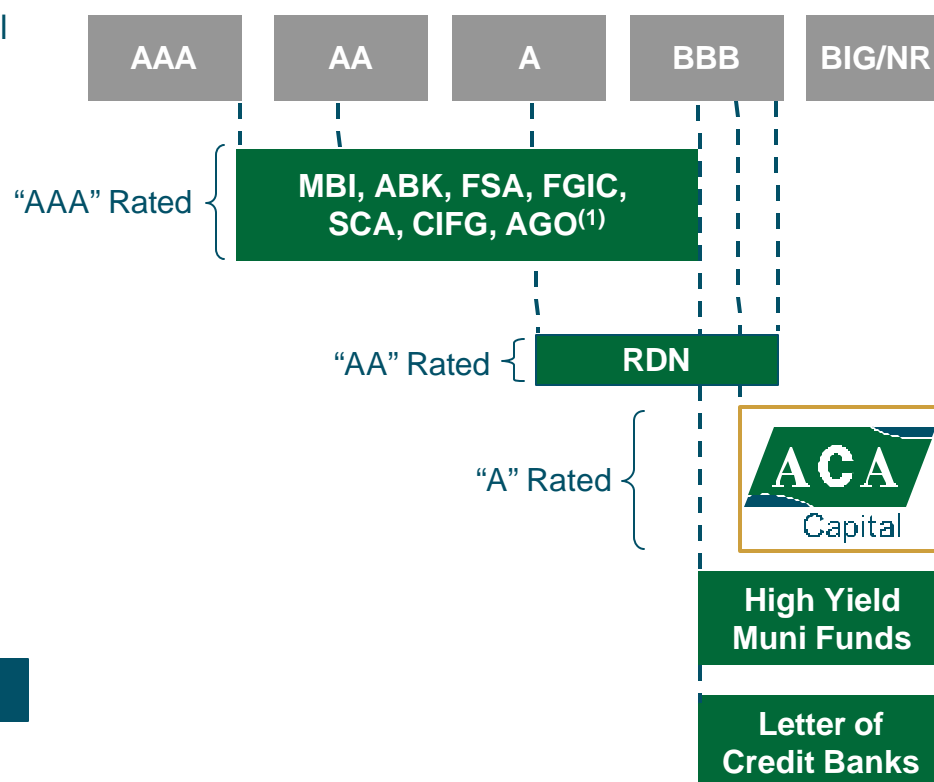 AAA AA A BBB BIG/NR
“AAA” Rated
MBI, ABK, FSA, FGIC,
SCA, CIFG, AGO(1)
“AA” Rated
RDN
“A” Rated
ACA
Capital
High Yield
Muni Funds
Letter of
Credit Banks